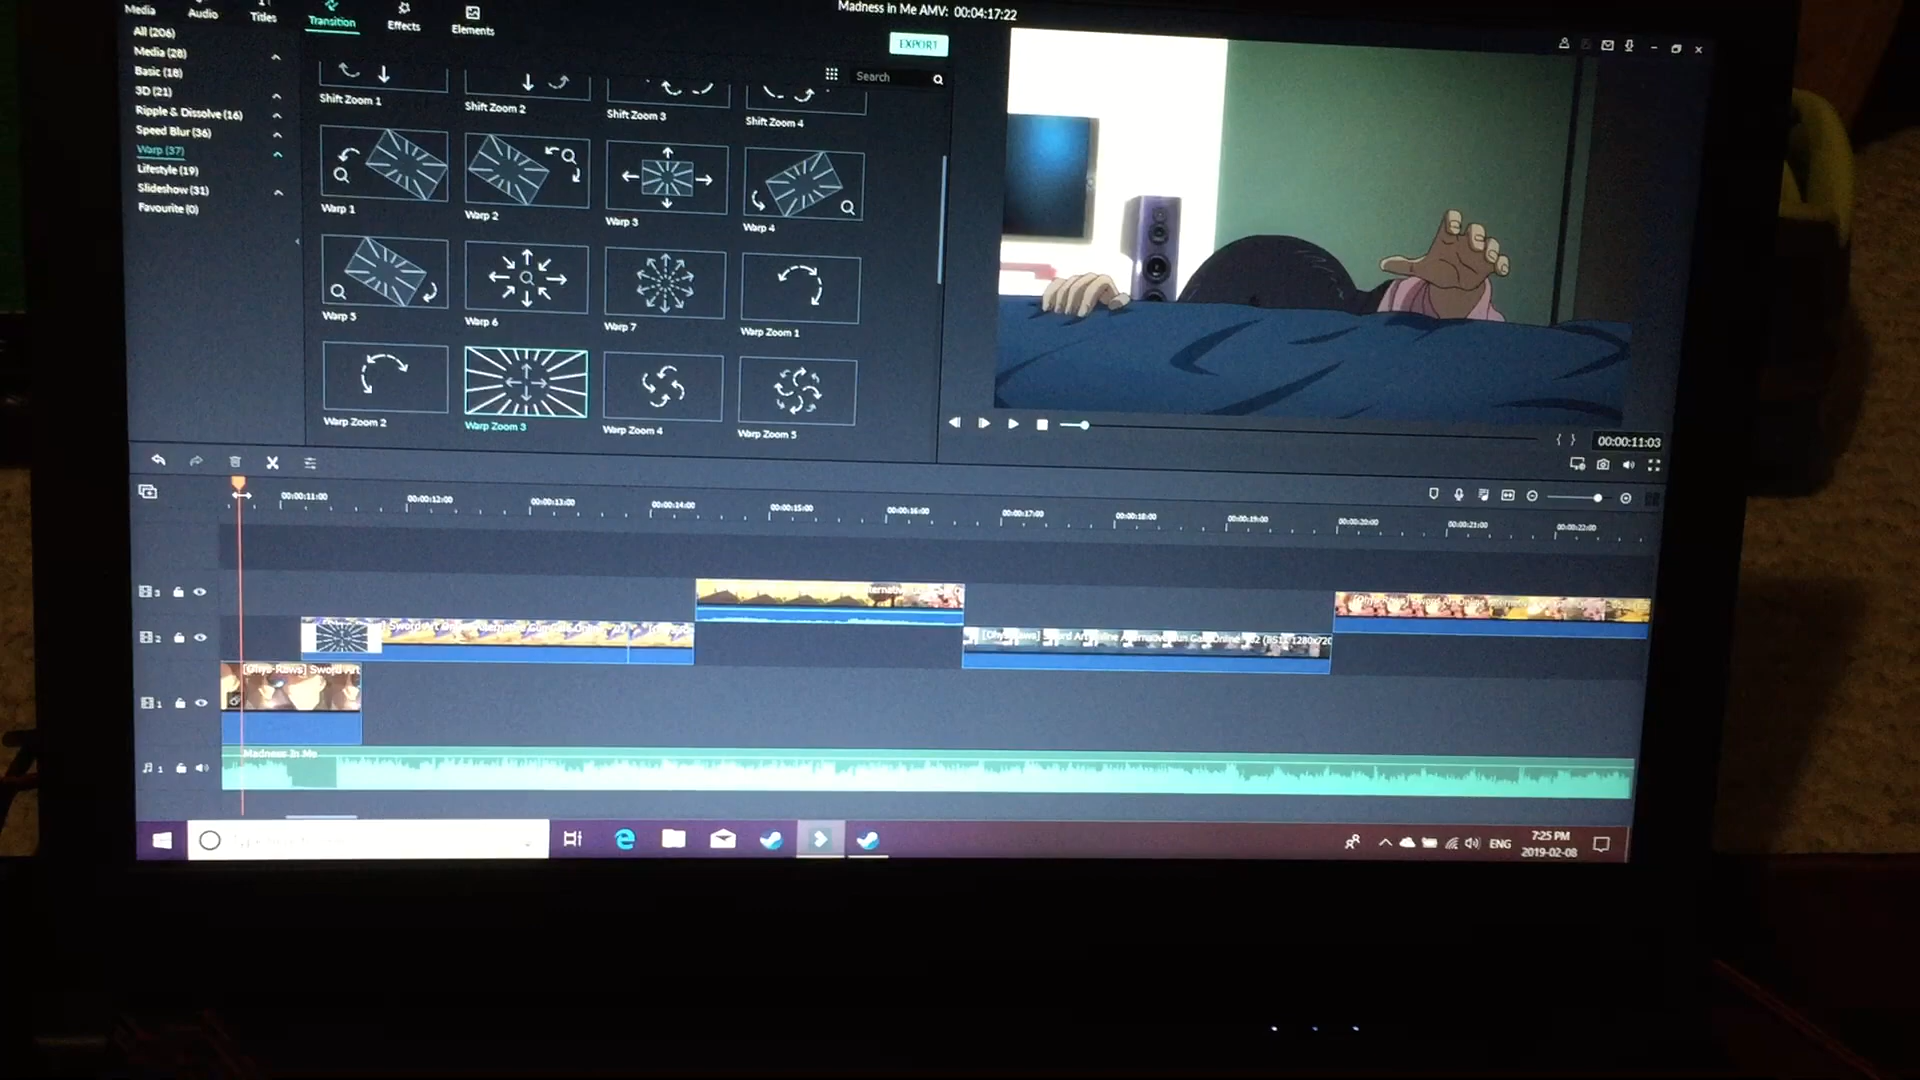 Madness in Me AMV: 00:04:17:22
Media
Audio
Titles
Transition
Effects
Elements
EXPORT
All (206)
Media (28)
Basic (18)
3D (21)
Ripple & Dissolve (16)
Speed Blur (36)
Warp (37)
Lifestyle (19)
Slideshow (31)
Favourite (0)
Search
Shift Zoom 1
Shift Zoom 2
Shift Zoom 3
Shift Zoom 4
Warp 1
Warp 2
Warp 3
Warp 4
Warp 5
Warp 6
Warp 7
Warp Zoom 1
Warp Zoom 2
Warp Zoom 3
Warp Zoom 4
Warp Zoom 5
{ }
00:00:11:03
00:00:11:00
00:00:12:00
00:00:13:00
00:00:14:00
00:00:15:00
00:00:16:00
00:00:17:00
00:00:18:00
00:00:19:00
00:00:20:00
00:00:21:00
00:00:22:00
3
2
[Ohys-Raws] Sword Art Online Alternative Gun Gale Online - 02 (BS11 1280x720
1
[Ohys-Raws] Sword Art
Madness In Me
1
ENG
7:25 PM
2019-02-08